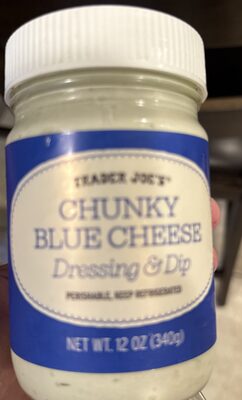 TRADER JOE'S®
CHUNKY
BLUE CHEESE
Dressing & Dip
PERISHABLE, KEEP REFRIGERATED
NET WT. 12 OZ (340g)